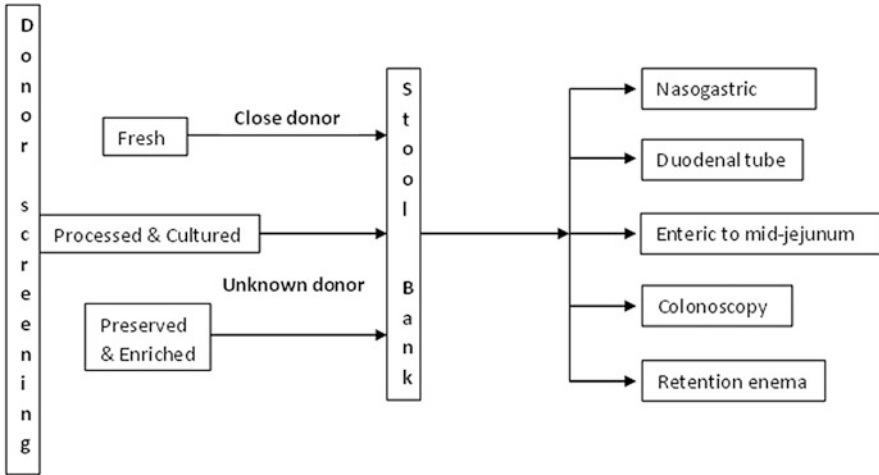 Donor screening
Close donor
Fresh
Processed & Cultured
Unknown donor
Preserved
& Enriched
Stool Bank
Nasogastric
Duodenal tube
Enteric to mid-jejunum
Colonoscopy
Retention enema